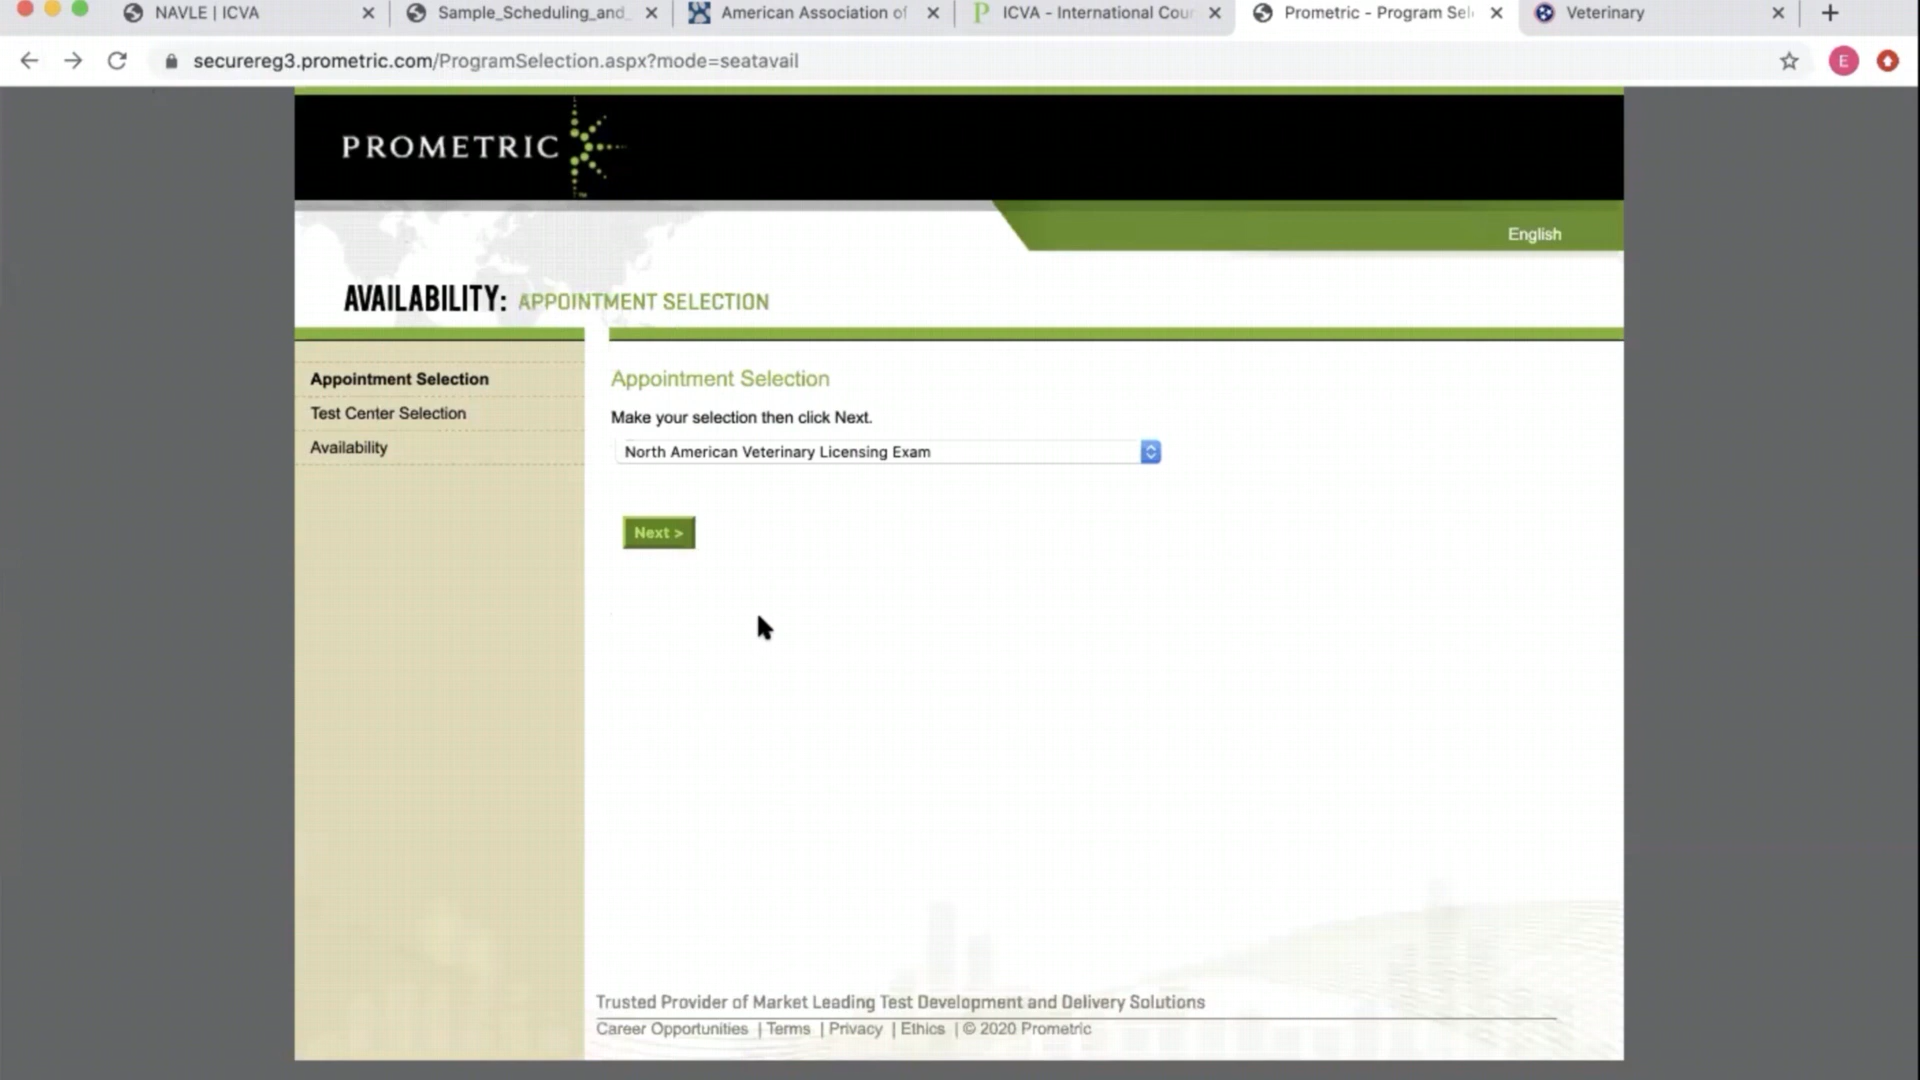 NAVLE | ICVA
Sample_Scheduling_and_
American Association of
ICVA - International Coun
Prometric - Program Sel
Veterinary
securereg3.prometric.com/ProgramSelection.aspx?mode=seatavail
E
PROMETRIC
English
AVAILABILITY: APPOINTMENT SELECTION
Appointment Selection
Test Center Selection
Availability
Appointment Selection
Make your selection then click Next.
North American Veterinary Licensing Exam
Next >
Trusted Provider of Market Leading Test Development and Delivery Solutions
Career Opportunities | Terms | Privacy | Ethics | © 2020 Prometric